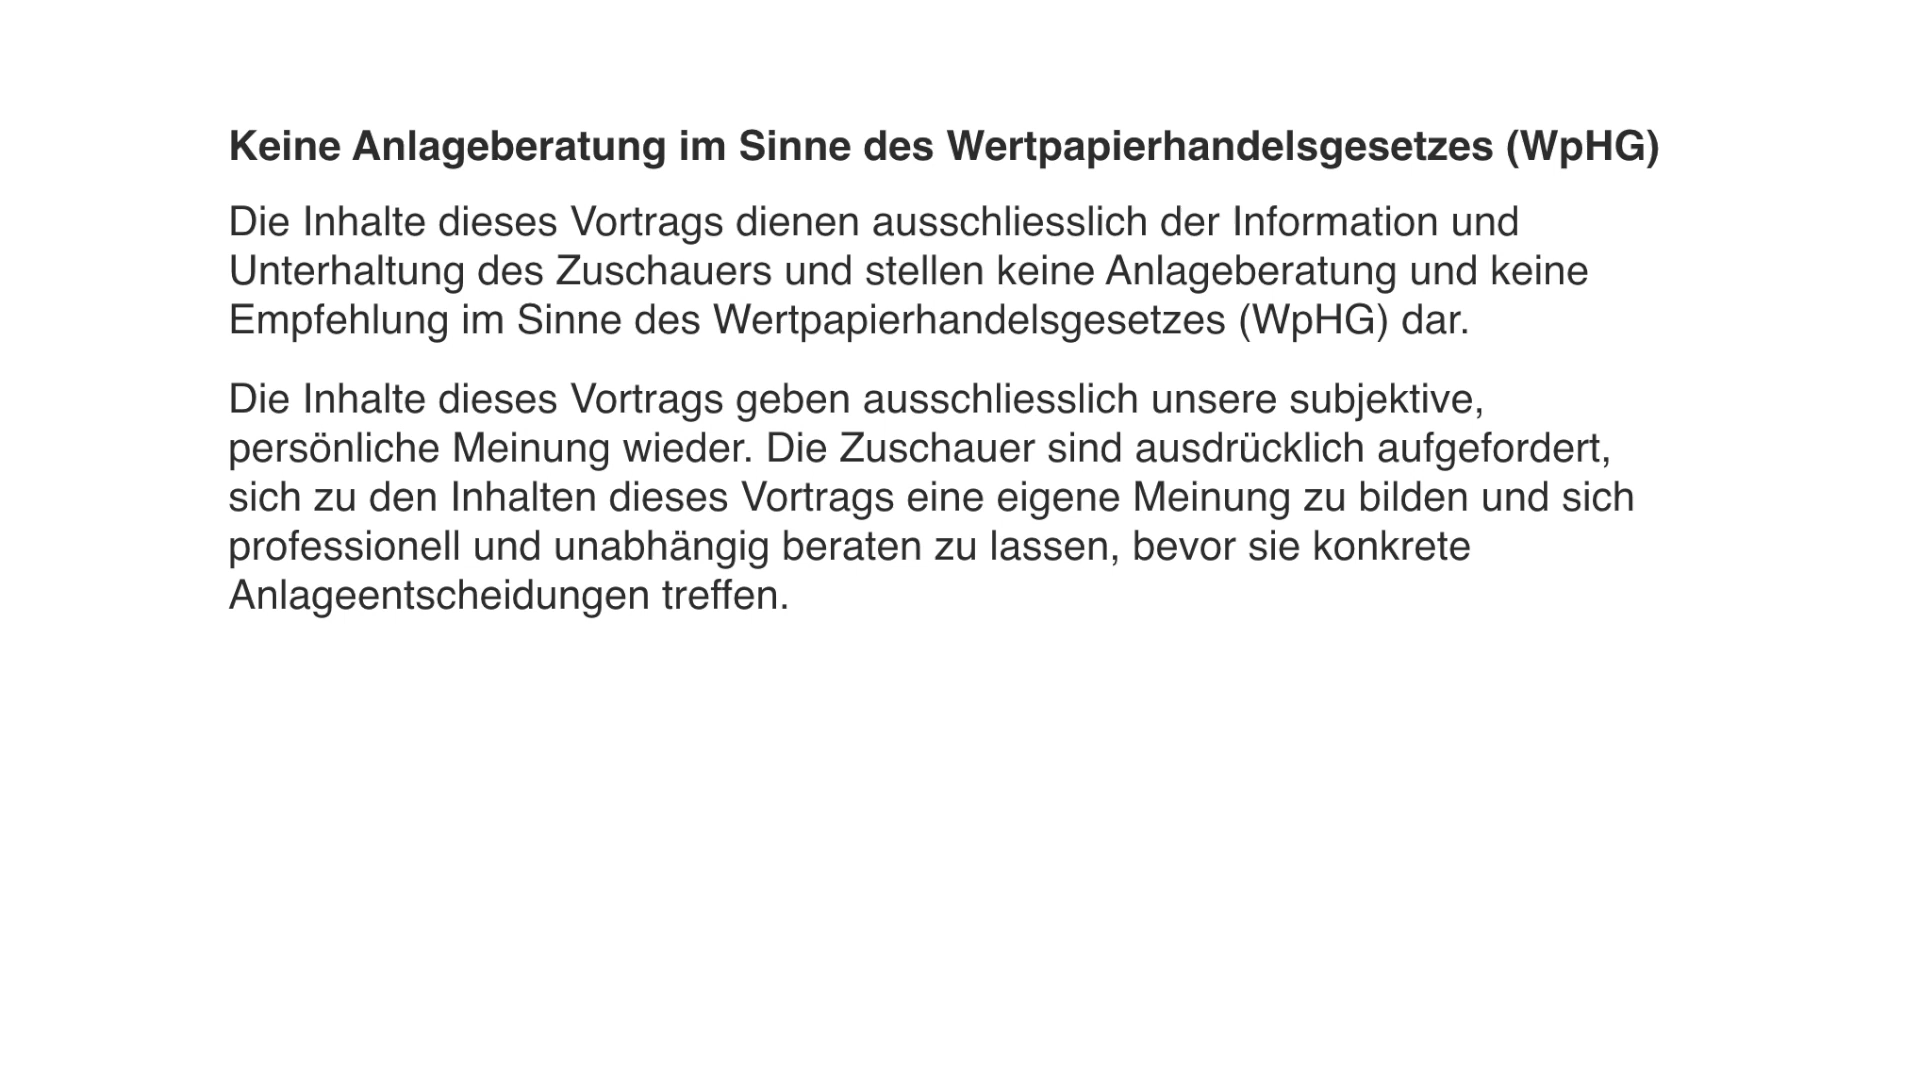 Keine Anlageberatung im Sinne des Wertpapierhandelsgesetzes (WpHG)
Die Inhalte dieses Vortrags dienen ausschliesslich der Information und
Unterhaltung des Zuschauers und stellen keine Anlageberatung und keine
Empfehlung im Sinne des Wertpapierhandelsgesetzes (WpHG) dar.
Die Inhalte dieses Vortrags geben ausschliesslich unsere subjektive,
persönliche Meinung wieder. Die Zuschauer sind ausdrücklich aufgefordert,
sich zu den Inhalten dieses Vortrags eine eigene Meinung zu bilden und sich
professionell und unabhängig beraten zu lassen, bevor sie konkrete
Anlageentscheidungen treffen.